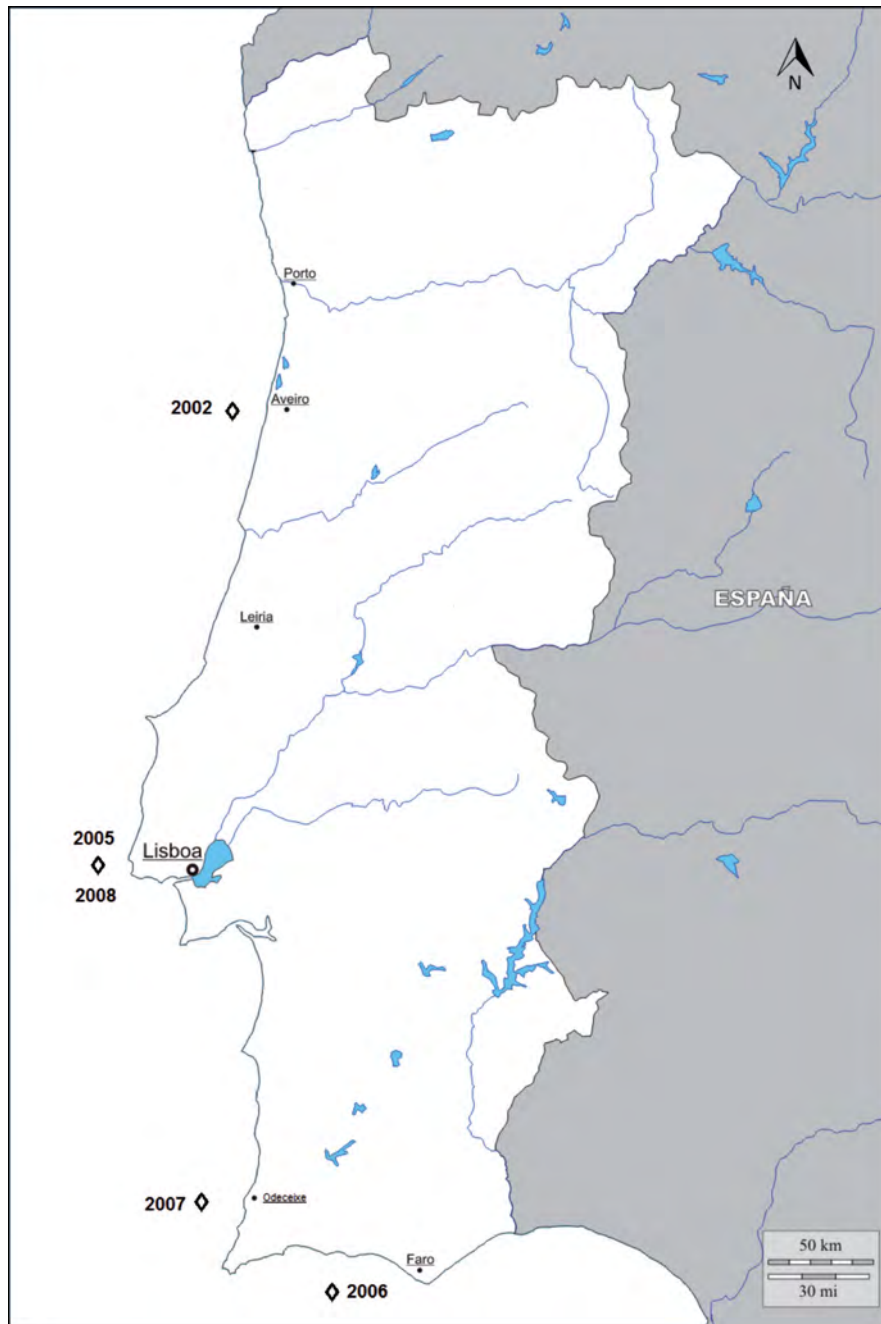 N
Porto
2002
Aveiro
ESPAÑA
Leiria
2005
Lisboa
2008
2007
Odeceixe
50 km
Faro
30 mi
2006